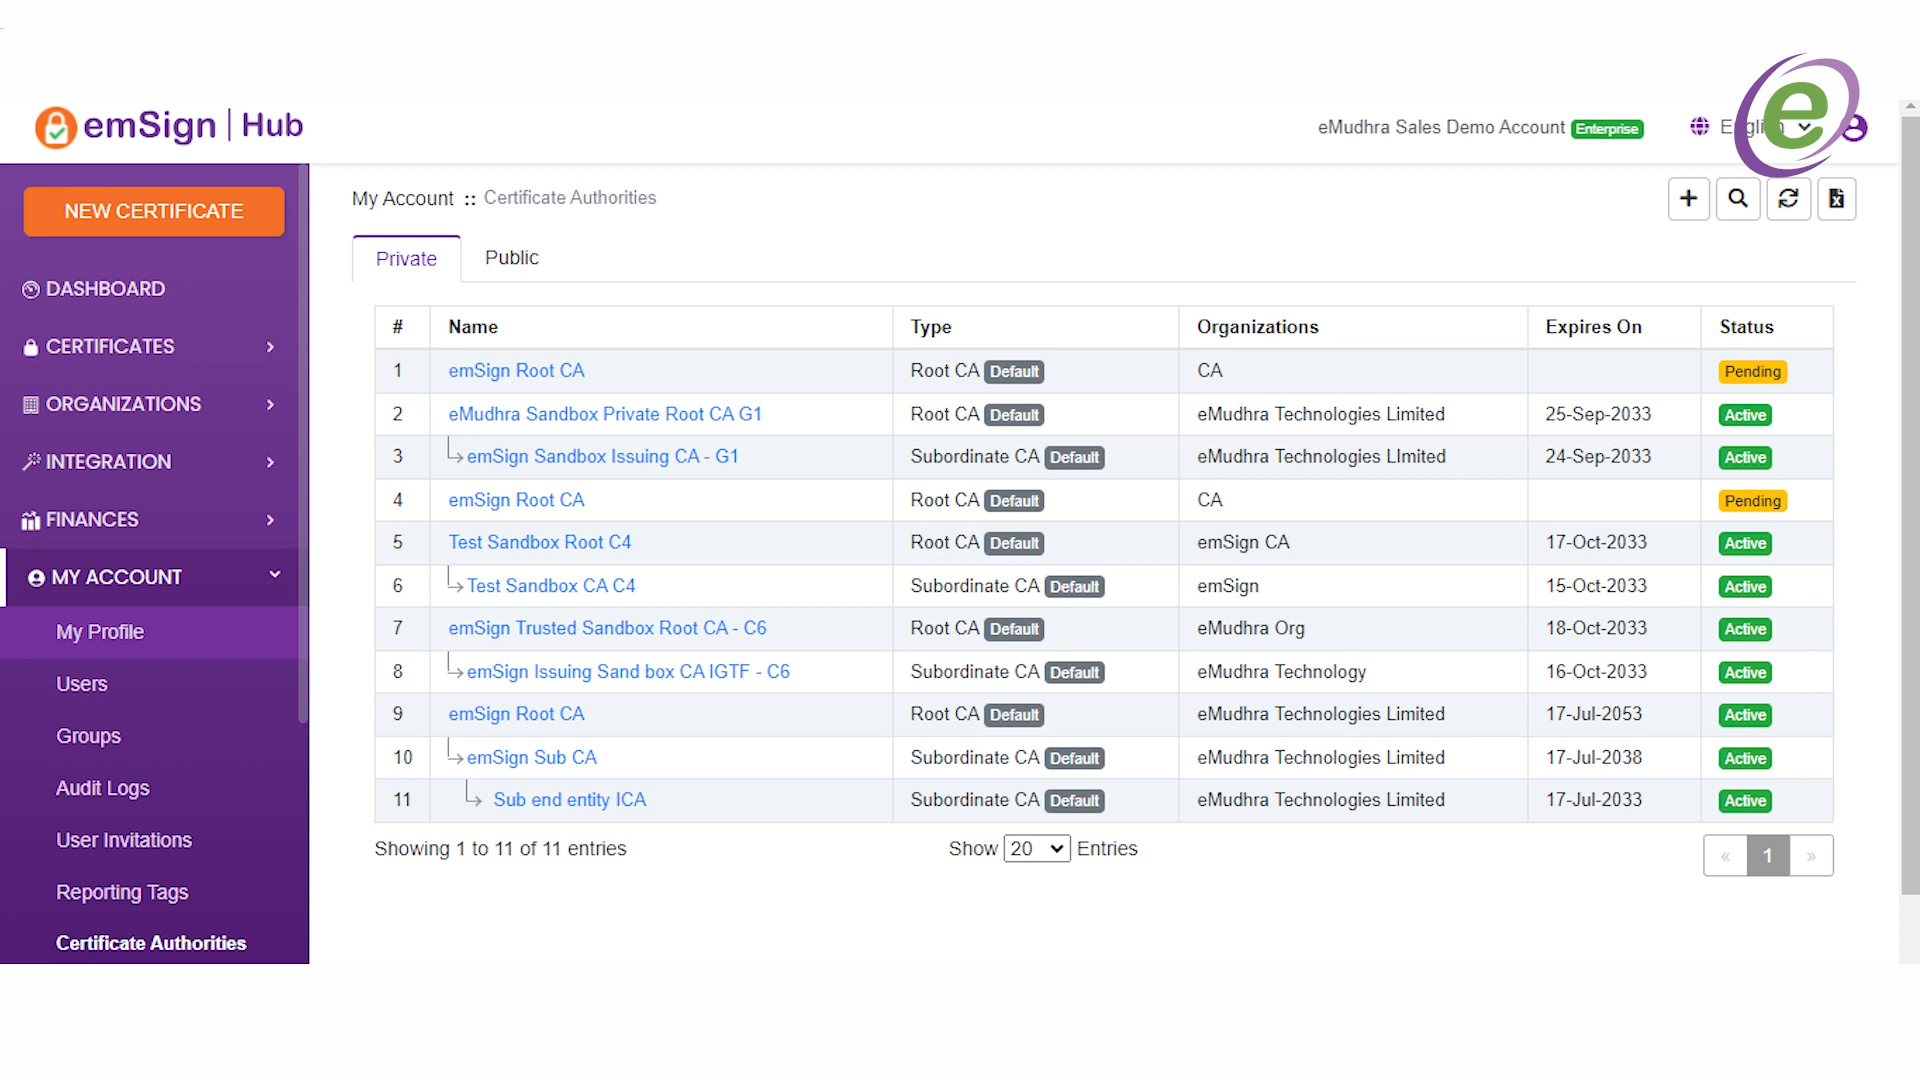 emSign | Hub
eMudhra Sales Demo Account Enterprise
English
e
NEW CERTIFICATE
DASHBOARD
CERTIFICATES
ORGANIZATIONS
INTEGRATION
FINANCES
MY ACCOUNT
My Profile
Users
Groups
Audit Logs
User Invitations
Reporting Tags
Certificate Authorities
My Account :: Certificate Authorities
Private Public
# Name Type Organizations Expires On Status
1 emSign Root CA Root CA Default CA Pending
2 eMudhra Sandbox Private Root CA G1 Root CA Default eMudhra Technologies Limited 25-Sep-2033 Active
3 emSign Sandbox Issuing CA - G1 Subordinate CA Default eMudhra Technologies LImited 24-Sep-2033 Active
4 emSign Root CA Root CA Default CA Pending
5 Test Sandbox Root C4 Root CA Default emSign CA 17-Oct-2033 Active
6 Test Sandbox CA C4 Subordinate CA Default emSign 15-Oct-2033 Active
7 emSign Trusted Sandbox Root CA - C6 Root CA Default eMudhra Org 18-Oct-2033 Active
8 emSign Issuing Sand box CA IGTF - C6 Subordinate CA Default eMudhra Technology 16-Oct-2033 Active
9 emSign Root CA Root CA Default eMudhra Technologies Limited 17-Jul-2053 Active
10 emSign Sub CA Subordinate CA Default eMudhra Technologies Limited 17-Jul-2038 Active
11 Sub end entity ICA Subordinate CA Default eMudhra Technologies Limited 17-Jul-2033 Active
Showing 1 to 11 of 11 entries Show 20 Entries « 1 »